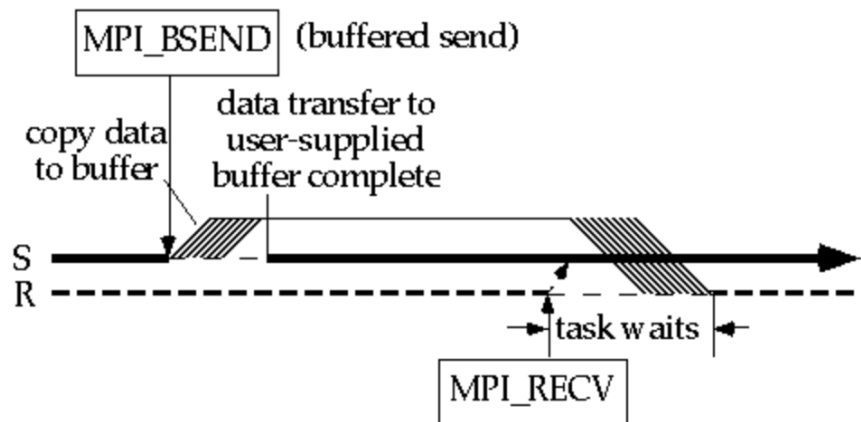 MPI_BSEND (buffered send)
copy data
to buffer
data transfer to
user-supplied
buffer complete
S
R
task waits
MPI_RECV